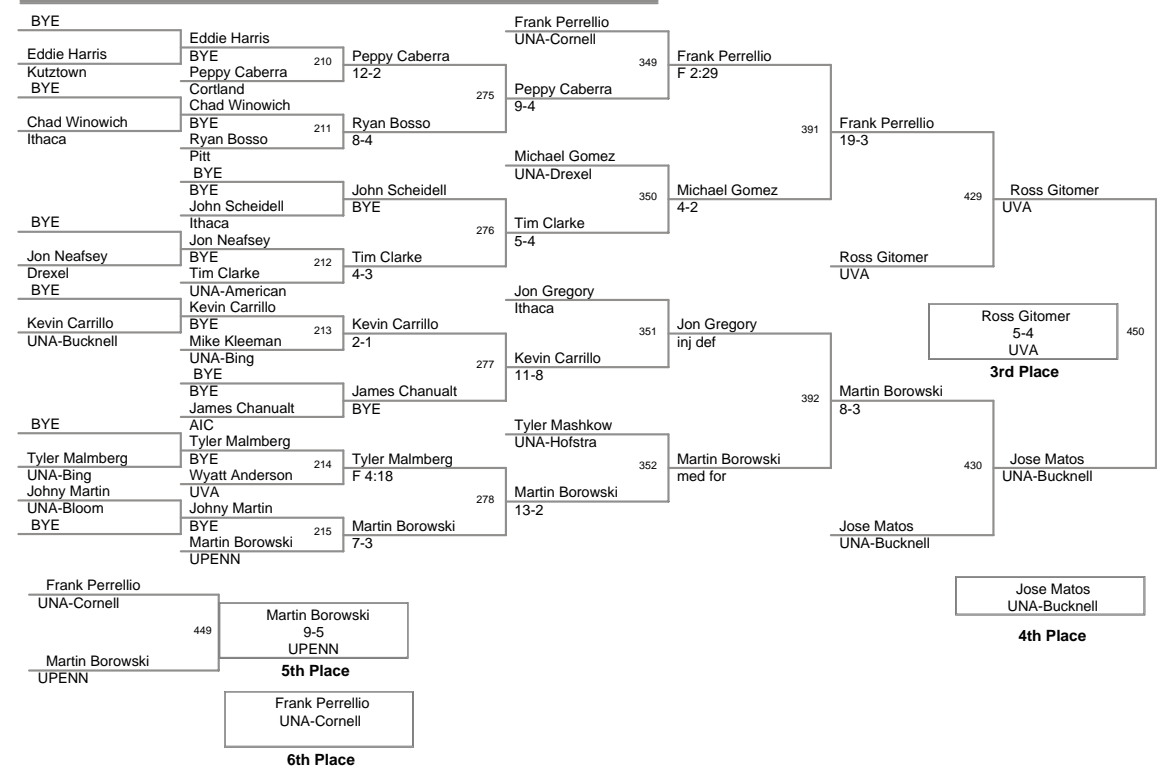 BYE
Eddie Harris
Kutztown
BYE
Chad Winowich
Ithaca
BYE
Jon Neafsey
Drexel
BYE
Kevin Carrillo
UNA-Bucknell
BYE
Tyler Malmberg
UNA-Bing
Johny Martin
UNA-Bloom
BYE
Eddie Harris
BYE
210
Peppy Caberra
Cortland
Chad Winowich
BYE
211
Ryan Bosso
Pitt
BYE
BYE
John Scheidell
Ithaca
Jon Neafsey
BYE
212
Tim Clarke
UNA-American
Kevin Carrillo
BYE
213
Mike Kleeman
UNA-Bing
BYE
BYE
James Chanualt
AIC
Tyler Malmberg
BYE
214
Wyatt Anderson
UVA
Johny Martin
BYE
215
Martin Borowski
UPENN
Peppy Caberra
12-2
275
Ryan Bosso
8-4
John Scheidell
BYE
276
Tim Clarke
4-3
Kevin Carrillo
2-1
277
James Chanualt
BYE
Tyler Malmberg
F 4:18
278
Martin Borowski
7-3
Frank Perrellio
UNA-Cornell
349
Peppy Caberra
9-4
Michael Gomez
UNA-Drexel
350
Tim Clarke
5-4
Jon Gregory
Ithaca
351
Kevin Carrillo
11-8
Tyler Mashkow
UNA-Hofstra
352
Martin Borowski
13-2
Frank Perrellio
F 2:29
391
Michael Gomez
4-2
Jon Gregory
inj def
392
Martin Borowski
med for
Frank Perrellio
19-3
429
Ross Gitomer
UVA
Martin Borowski
8-3
430
Jose Matos
UNA-Bucknell
Ross Gitomer
UVA
Ross Gitomer
5-4
UVA
450
3rd Place
Jose Matos
UNA-Bucknell
Jose Matos
UNA-Bucknell
4th Place
Frank Perrellio
UNA-Cornell
449
Martin Borowski
UPENN
Martin Borowski
9-5
UPENN
5th Place
Frank Perrellio
UNA-Cornell
6th Place